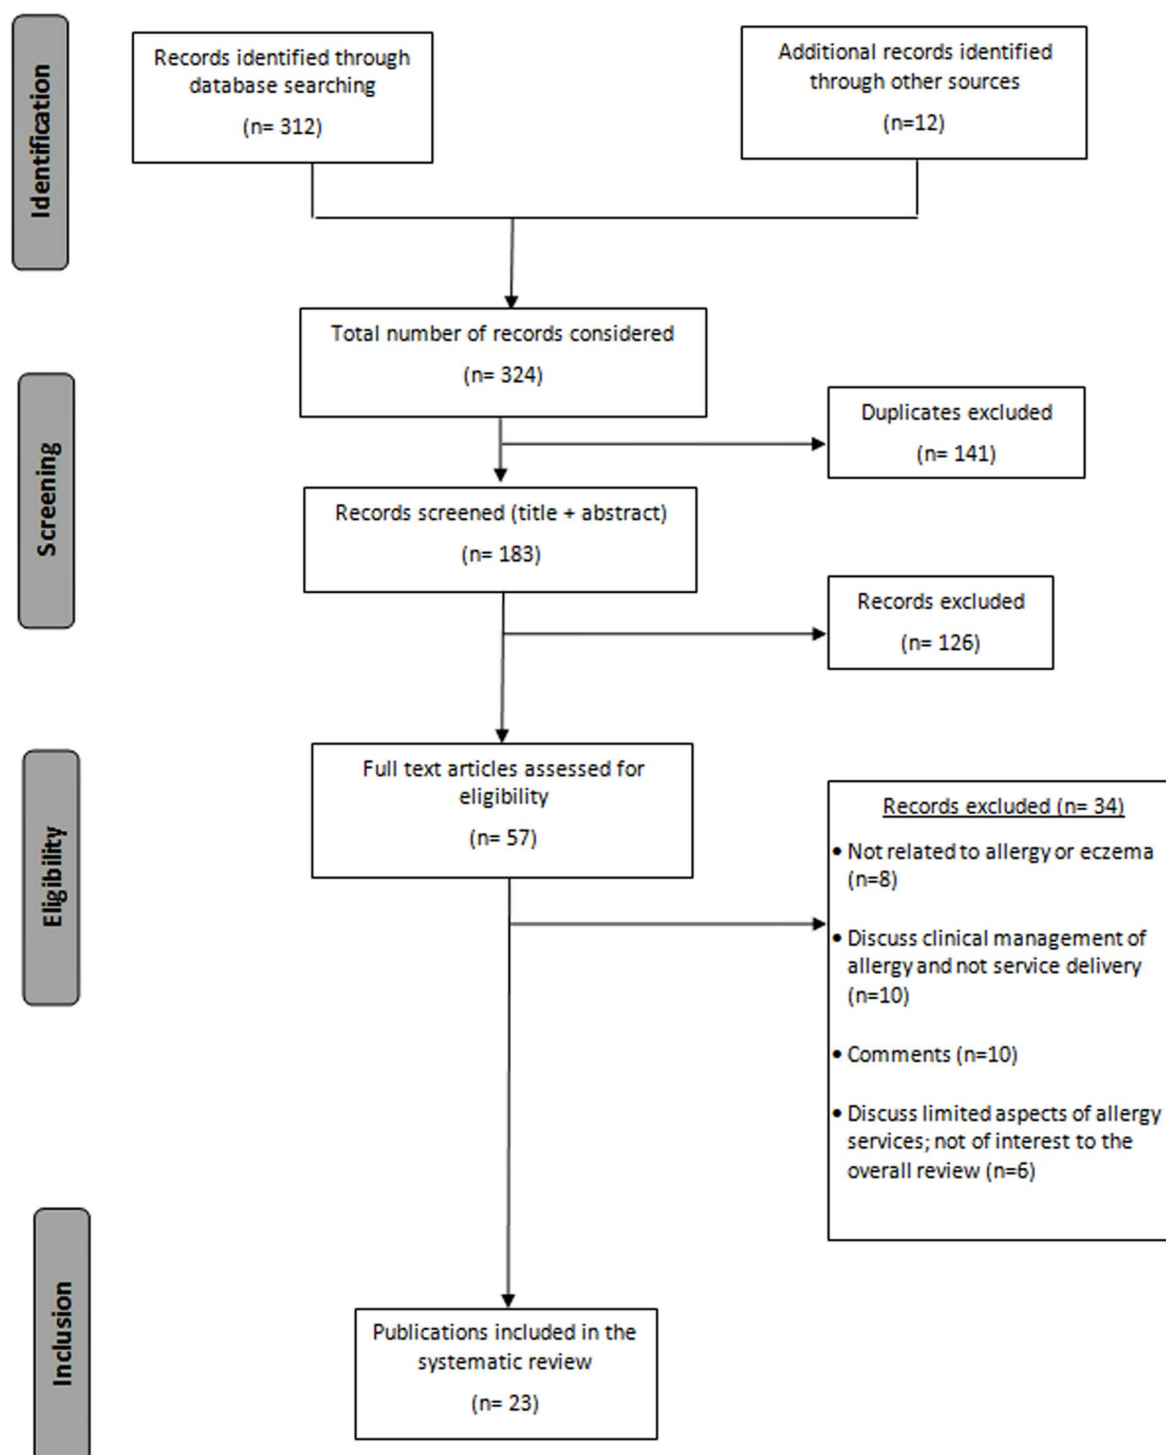 Identification
Records identified through
database searching
(n= 312)
Additional records identified
through other sources
(n=12)
Total number of records considered
(n= 324)
Screening
Duplicates excluded
(n= 141)
Records screened (title + abstract)
(n= 183)
Records excluded
(n= 126)
Eligibility
Full text articles assessed for
eligibility
(n= 57)
Records excluded (n= 34)
• Not related to allergy or eczema
(n=8)
• Discuss clinical management of
allergy and not service delivery
(n=10)
• Comments (n=10)
• Discuss limited aspects of allergy
services; not of interest to the
overall review (n=6)
Inclusion
Publications included in the
systematic review
(n= 23)